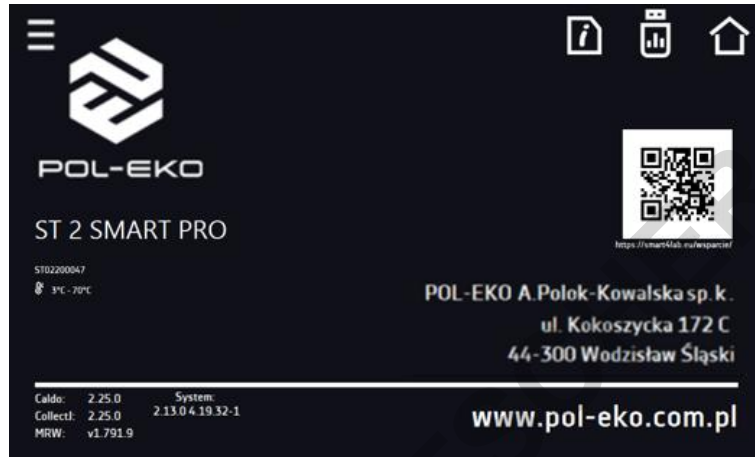 POL-EKO
ST 2 SMART PRO
https://smart4lab.eu/wsparcie/
ST02200047
3°C - 70°C
POL-EKO A.Polok-Kowalska sp. k.
ul. Kokoszycka 172 C
44-300 Wodzisław Śląski
Caldo: 2.25.0 System:
CollectJ: 2.25.0 2.13.0 4.19.32-1
MRW: v1.791.9
www.pol-eko.com.pl